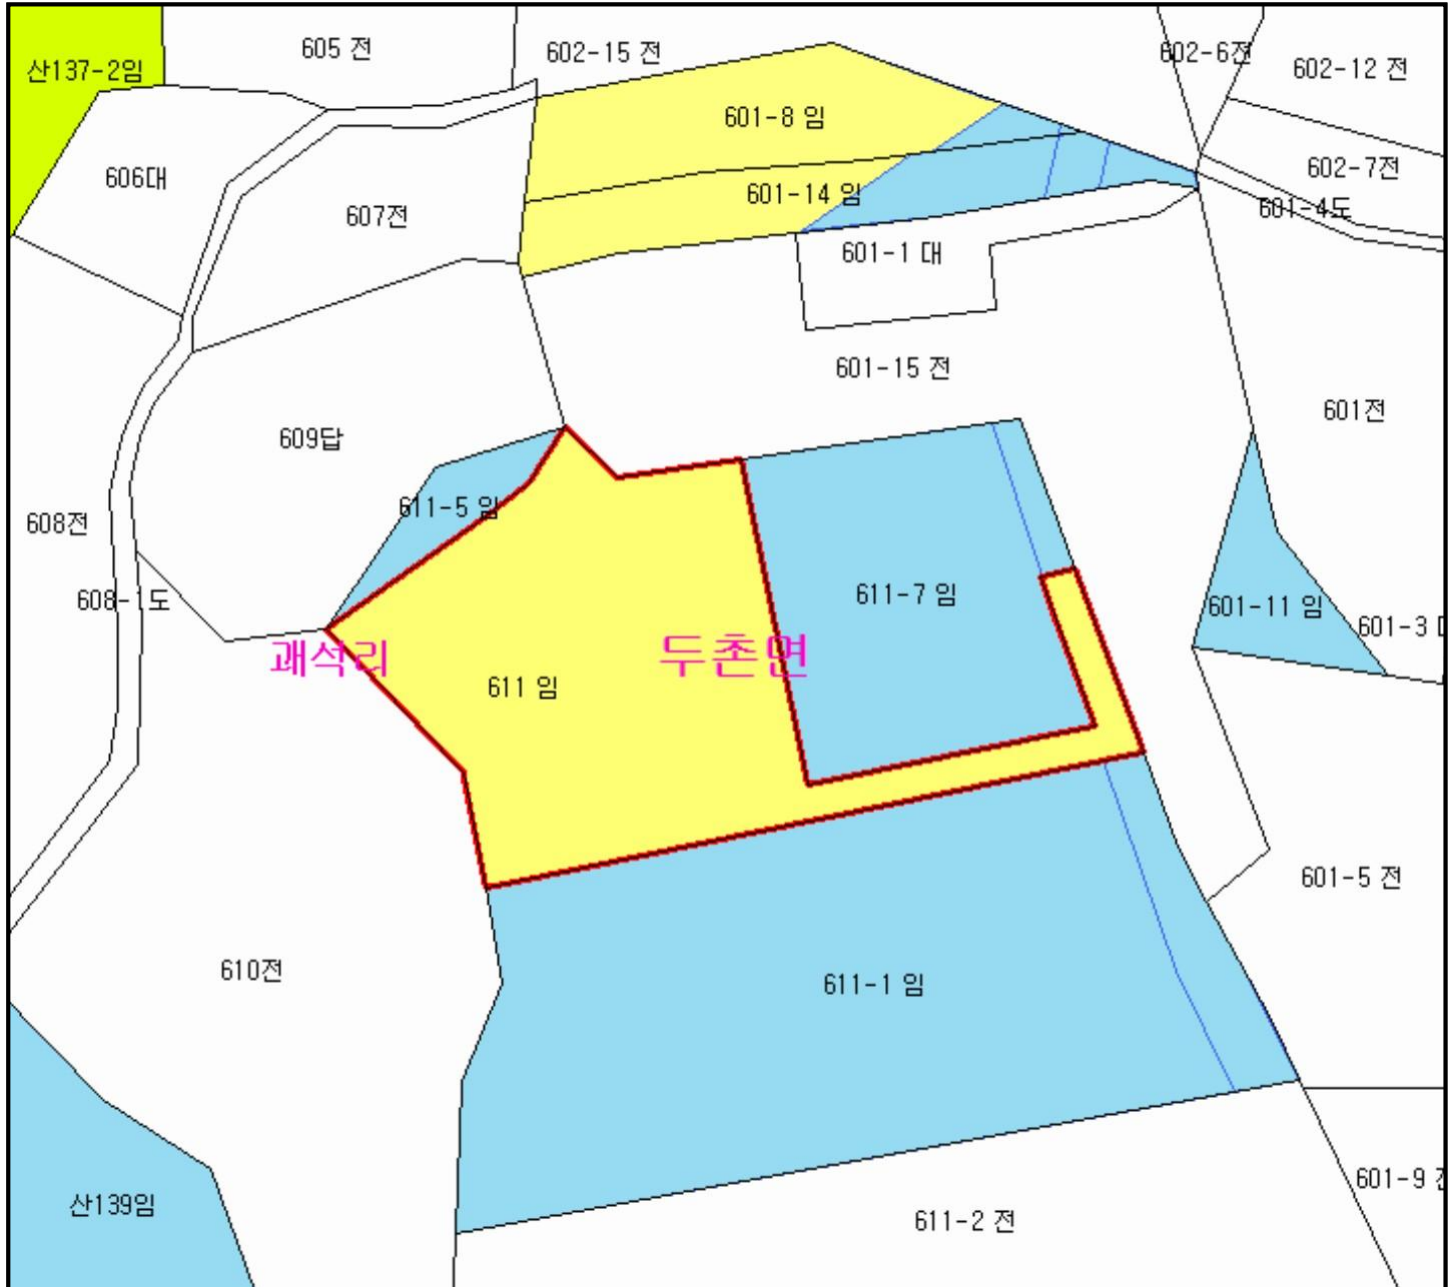 605 전
602-15 전
602-6전
602-12 전
산137-2임
601-8 임
606대
602-7전
601-14 임
607전
601-4도
601-1 대
601-15 전
601전
609답
611-5 임
608전
611-7 임
608-1도
601-11 임
601-3
괘석리
두촌면
611 임
601-5 전
610전
611-1 임
601-9 전
산139임
611-2 전